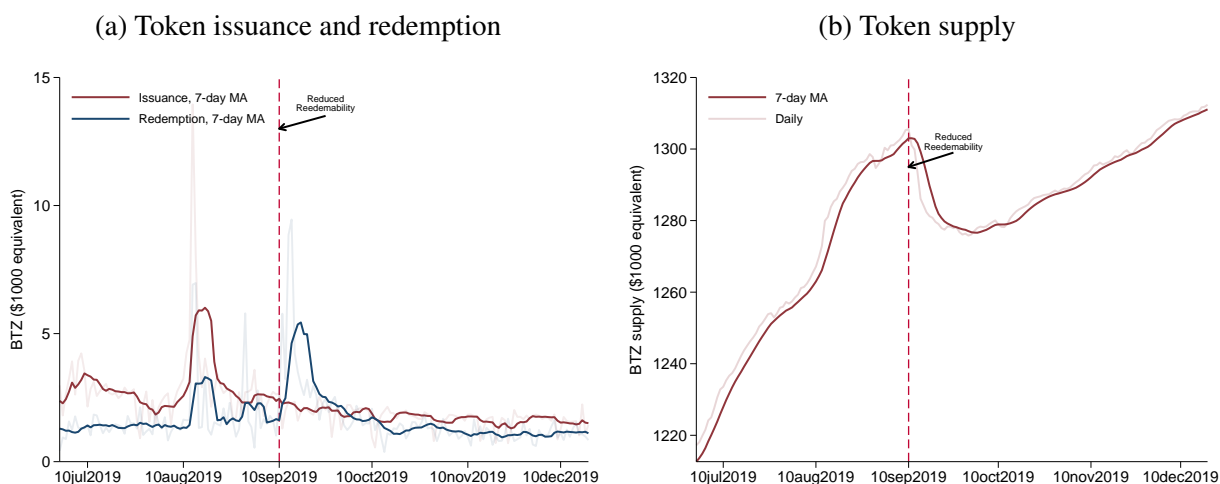 (a) Token issuance and redemption
15
10
5
0
BTZ ($1000 equivalent)
Issuance, 7-day MA
Redemption, 7-day MA
Reduced
Reedemability
10jul2019
10aug2019
10sep2019
10oct2019
10nov2019
10dec2019
(b) Token supply
1320
1300
1280
1260
1240
1220
BTZ supply ($1000 equivalent)
7-day MA
Daily
Reduced
Reedemability
10jul2019
10aug2019
10sep2019
10oct2019
10nov2019
10dec2019